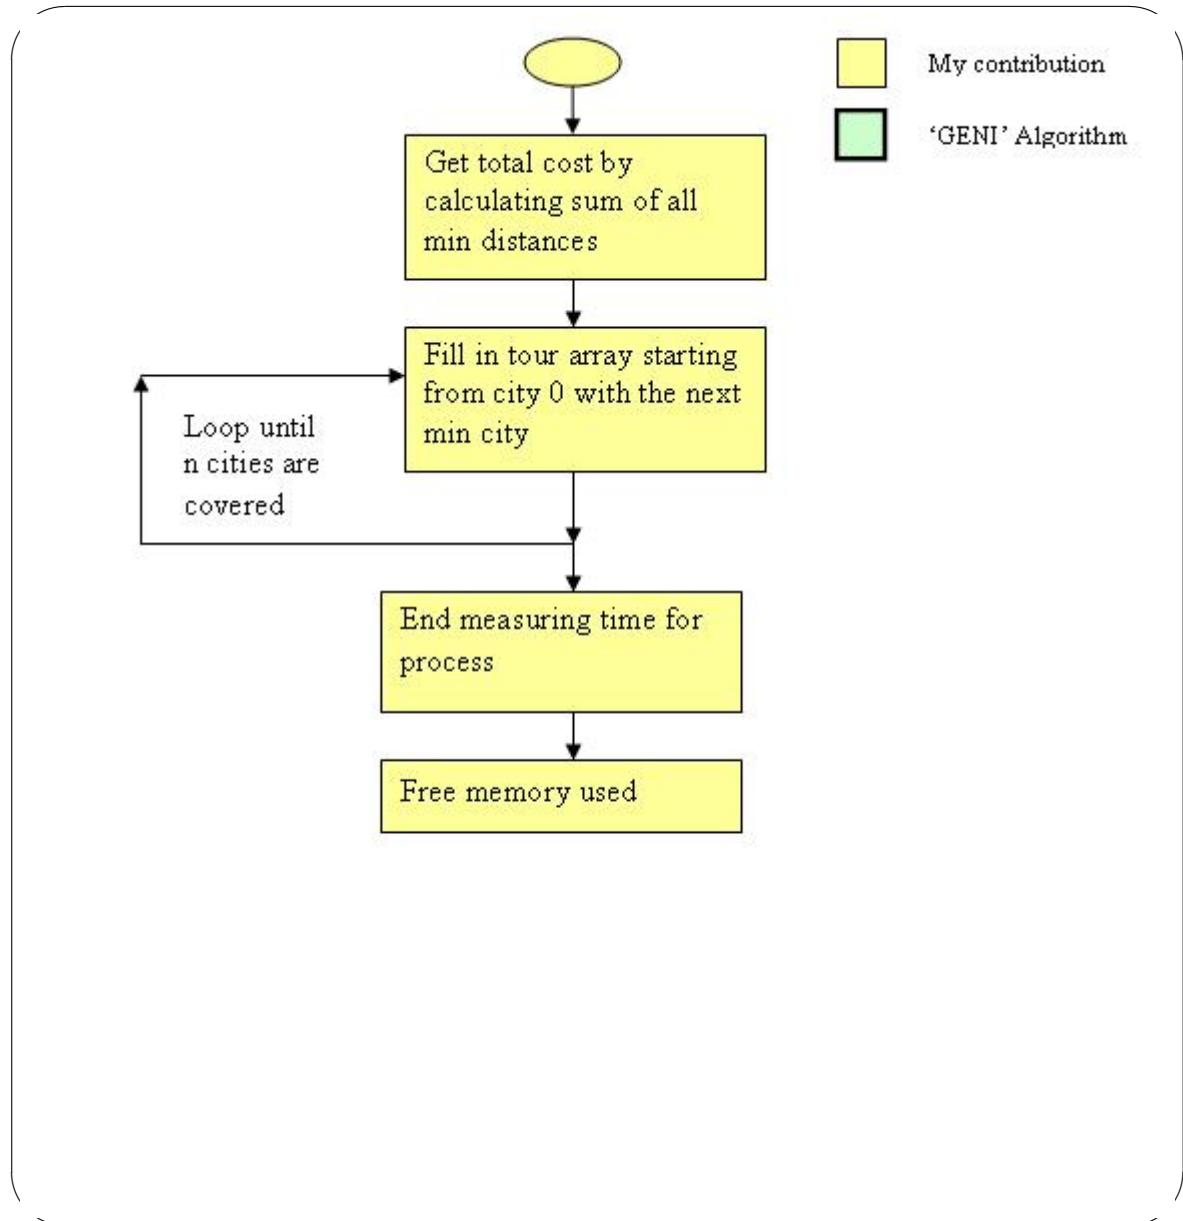 My contribution
‘GENI’ Algorithm
Get total cost by
calculating sum of all
min distances
Fill in tour array starting
from city 0 with the next
min city
Loop until
n cities are
covered
End measuring time for
process
Free memory used